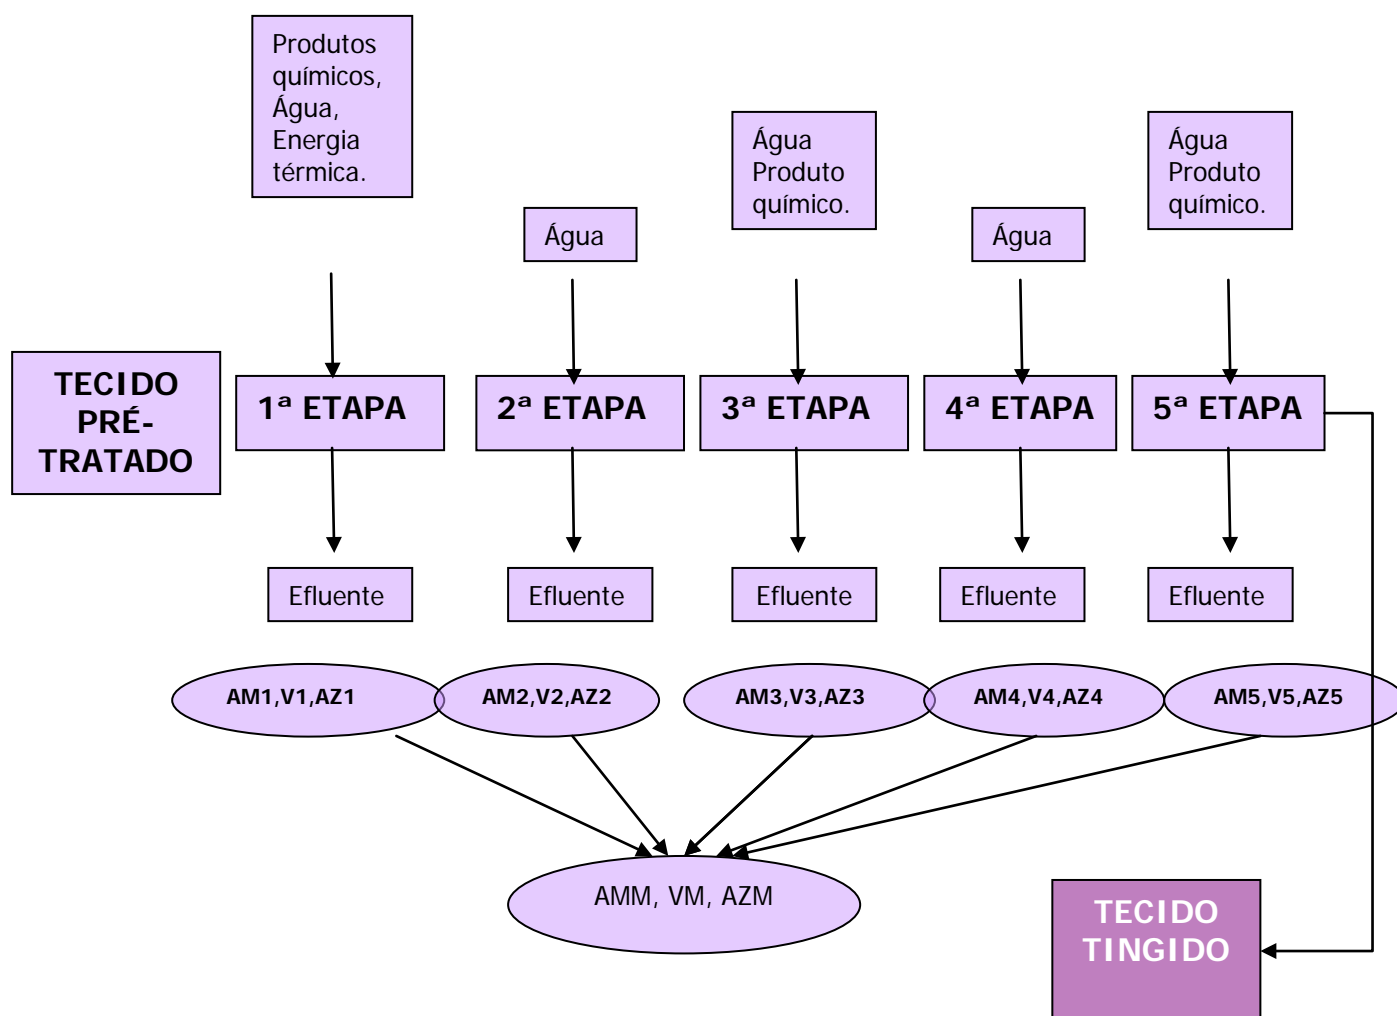 Produtos
químicos,
Água,
Energia
térmica.
Água
Água
Produto
químico.
Água
Água
Produto
químico.
TECIDO
PRÉ-
TRATADO
1ª ETAPA
2ª ETAPA
3ª ETAPA
4ª ETAPA
5ª ETAPA
Efluente
Efluente
Efluente
Efluente
Efluente
AM1,V1,AZ1
AM2,V2,AZ2
AM3,V3,AZ3
AM4,V4,AZ4
AM5,V5,AZ5
AMM, VM, AZM
TECIDO
TINGIDO